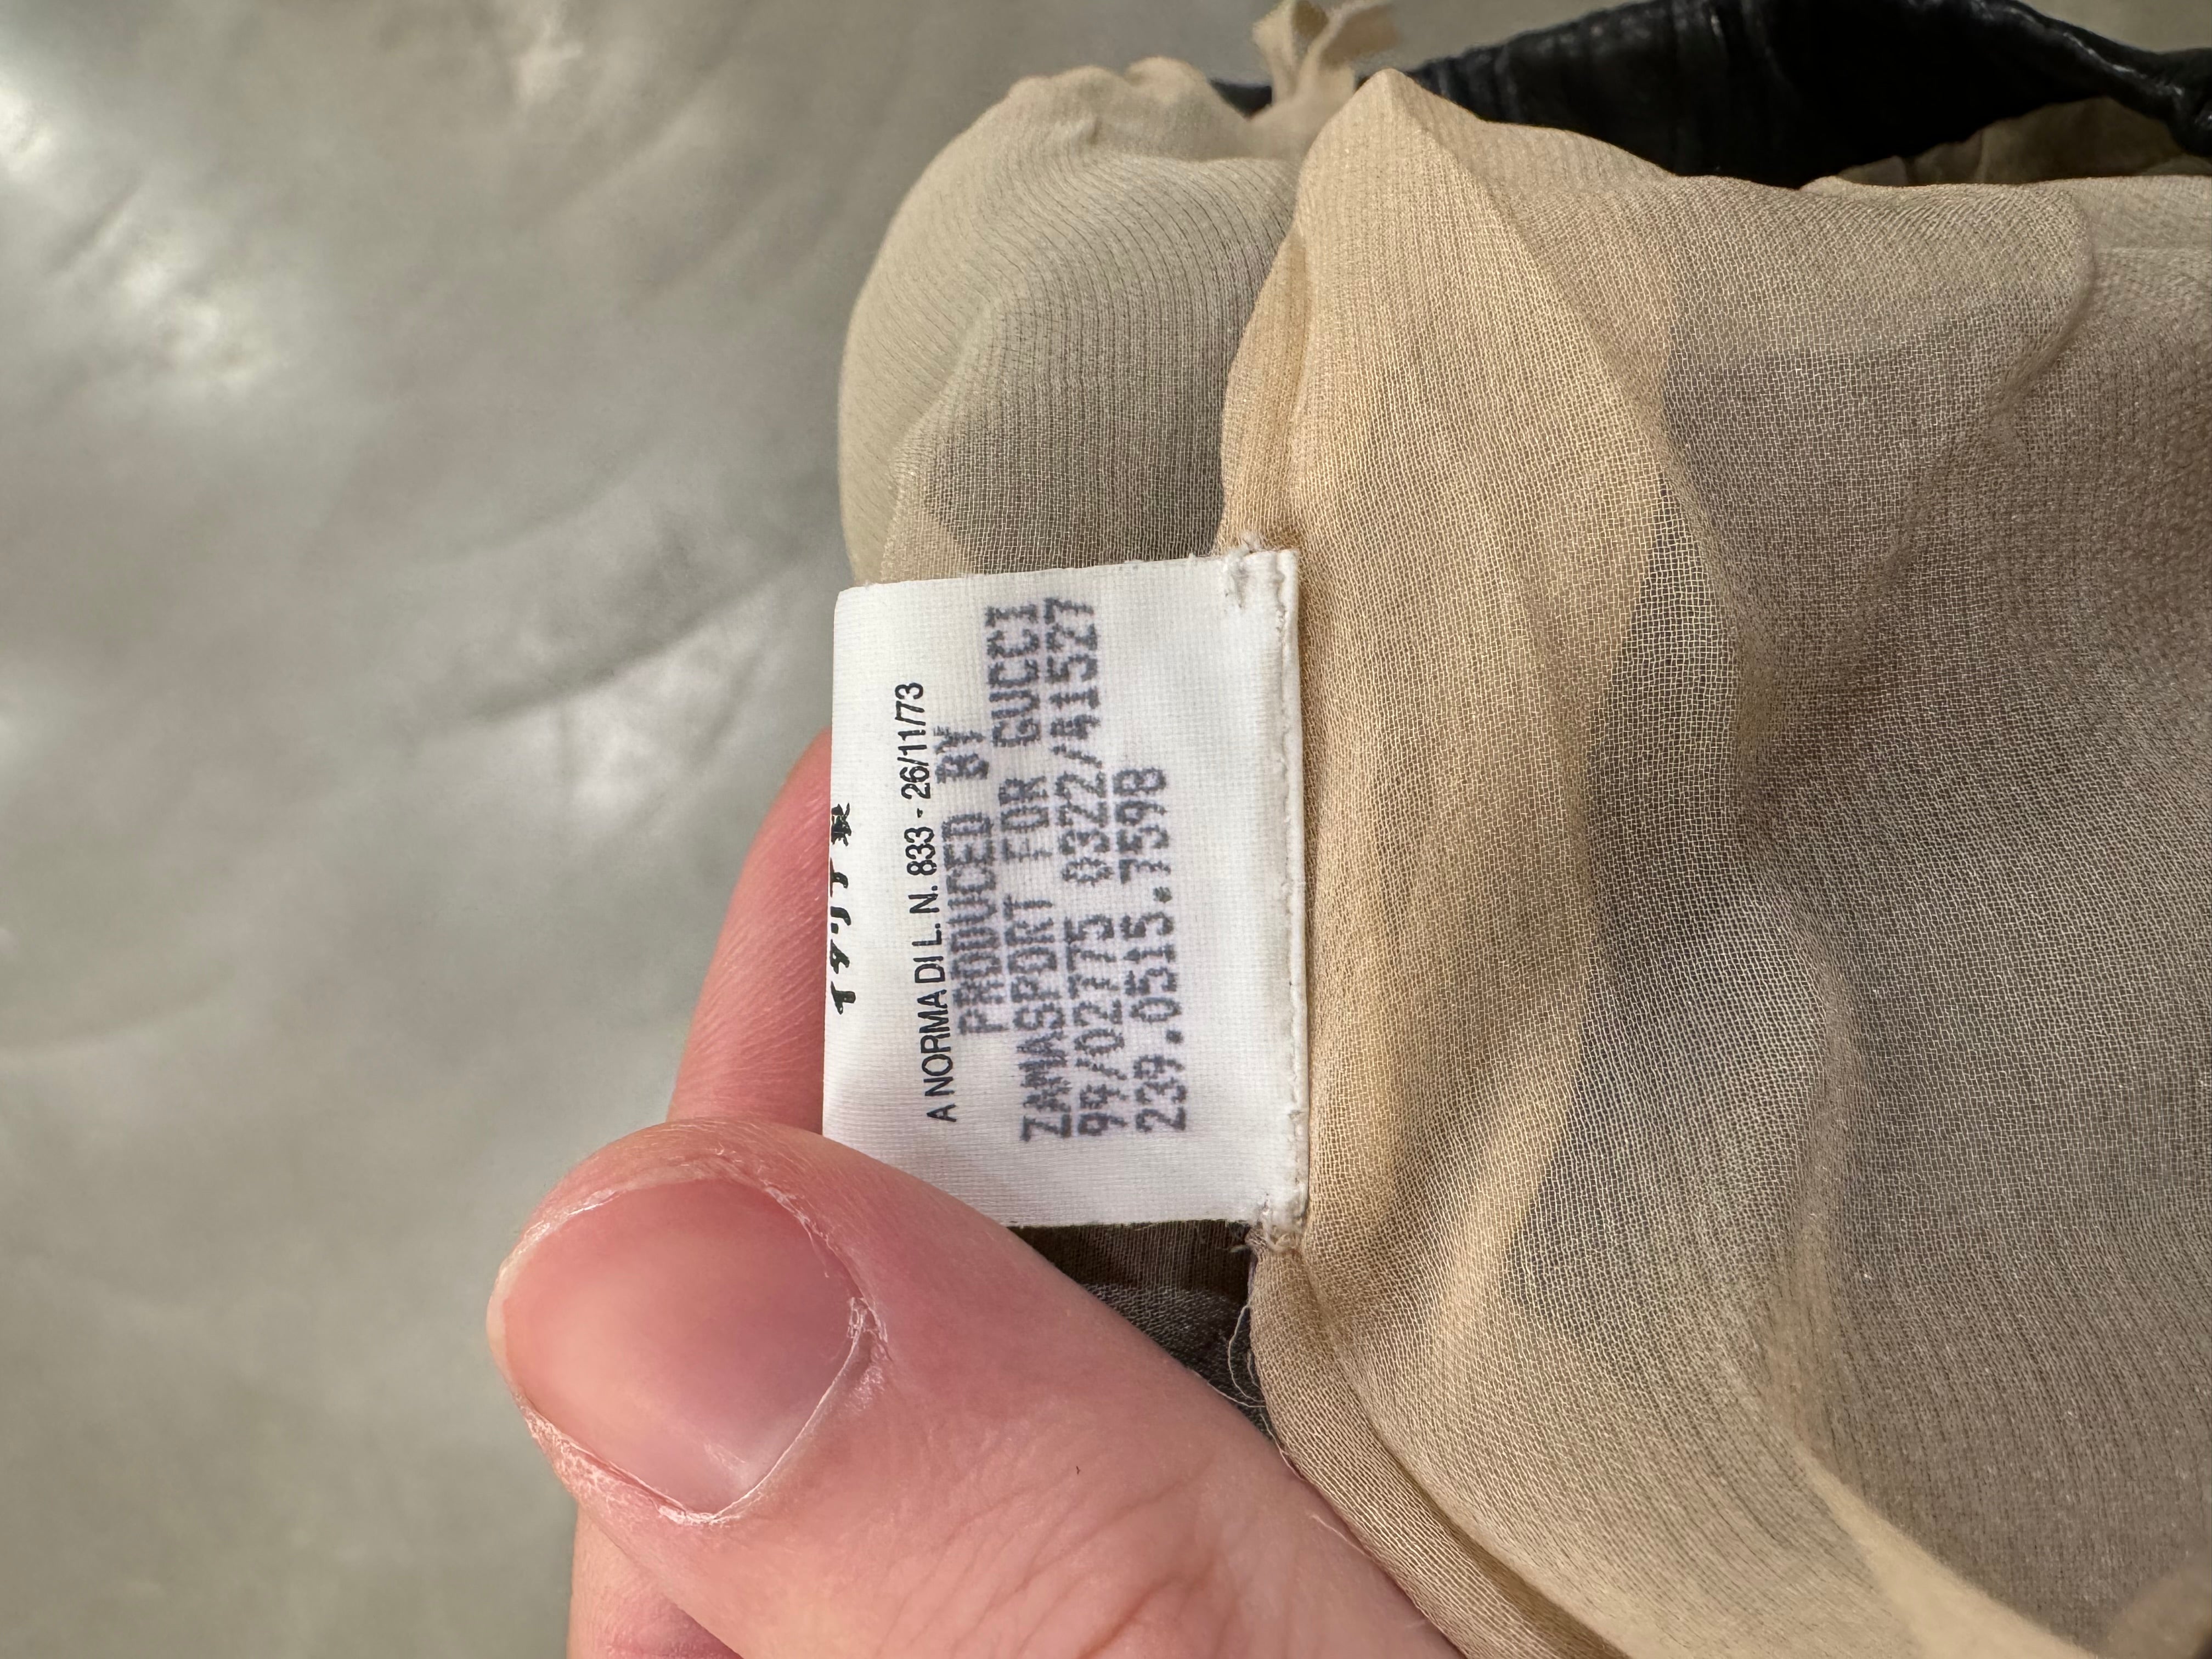 イタリア製
A NORMA DI L. N. 833 - 26/11/73
PRODUCED BY
ZAMASPORT FOR GUCCI
99/02775 0322/41527
239.0515.7598